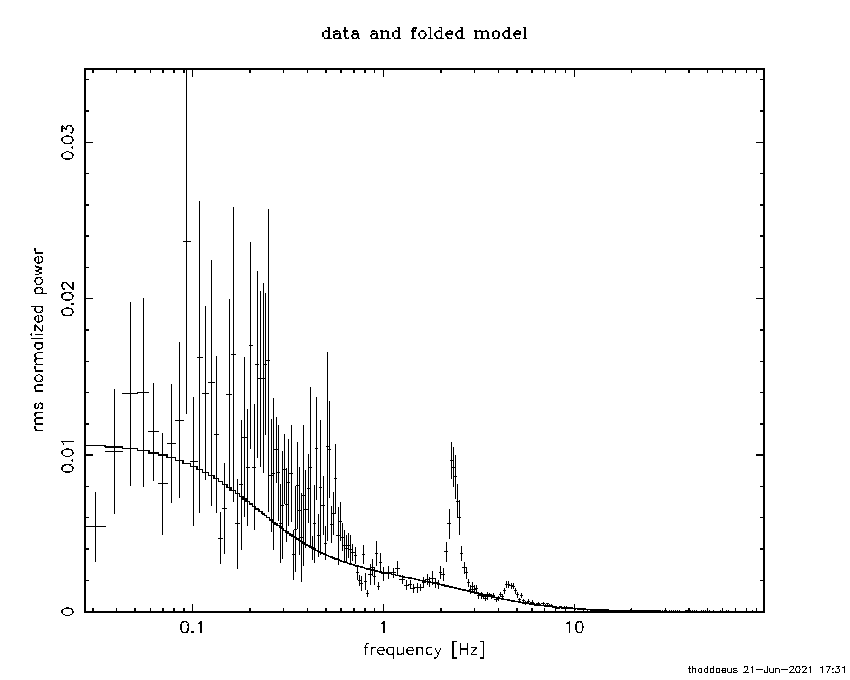 data and folded model
0.03
0.02
0.01
0
rms normalized power
0.1 1 10
frequency [Hz]
thoddaeus 21-Jun-2021 17:31